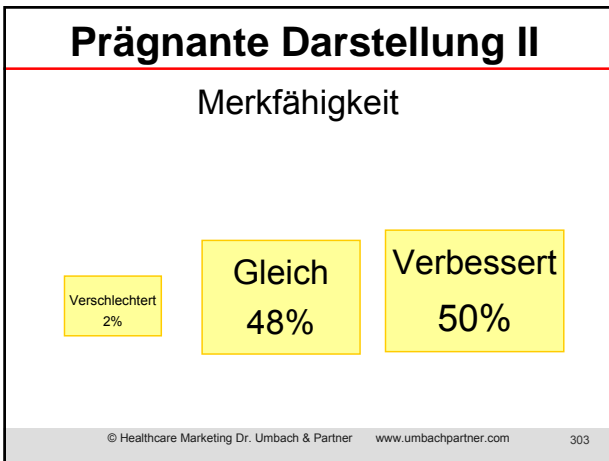 Prägnante Darstellung II
Merkfähigkeit
Verschlechtert
2%
Gleich
48%
Verbessert
50%
© Healthcare Marketing Dr. Umbach & Partner www.umbachpartner.com 303